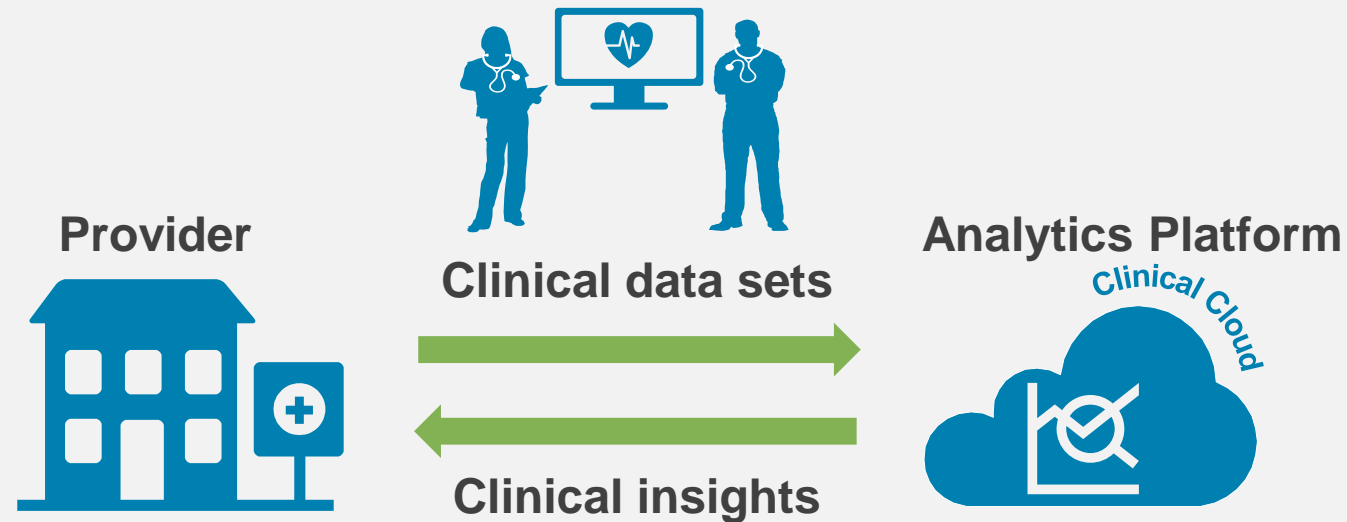 Provider
Clinical data sets
Analytics Platform
Clinical Cloud
Clinical insights